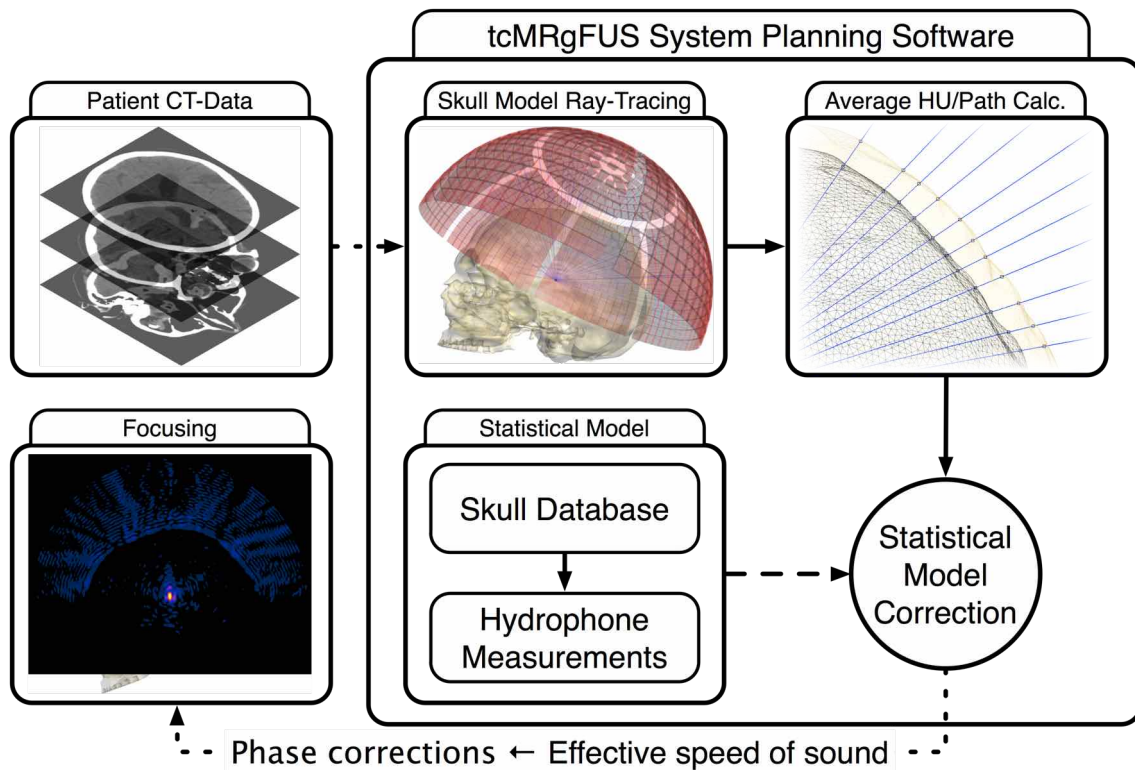 tcMRgFUS System Planning Software
Patient CT-Data
Skull Model Ray-Tracing
Average HU/Path Calc.
Focusing
Statistical Model
Skull Database
Hydrophone
Measurements
Statistical
Model
Correction
Phase corrections ← Effective speed of sound